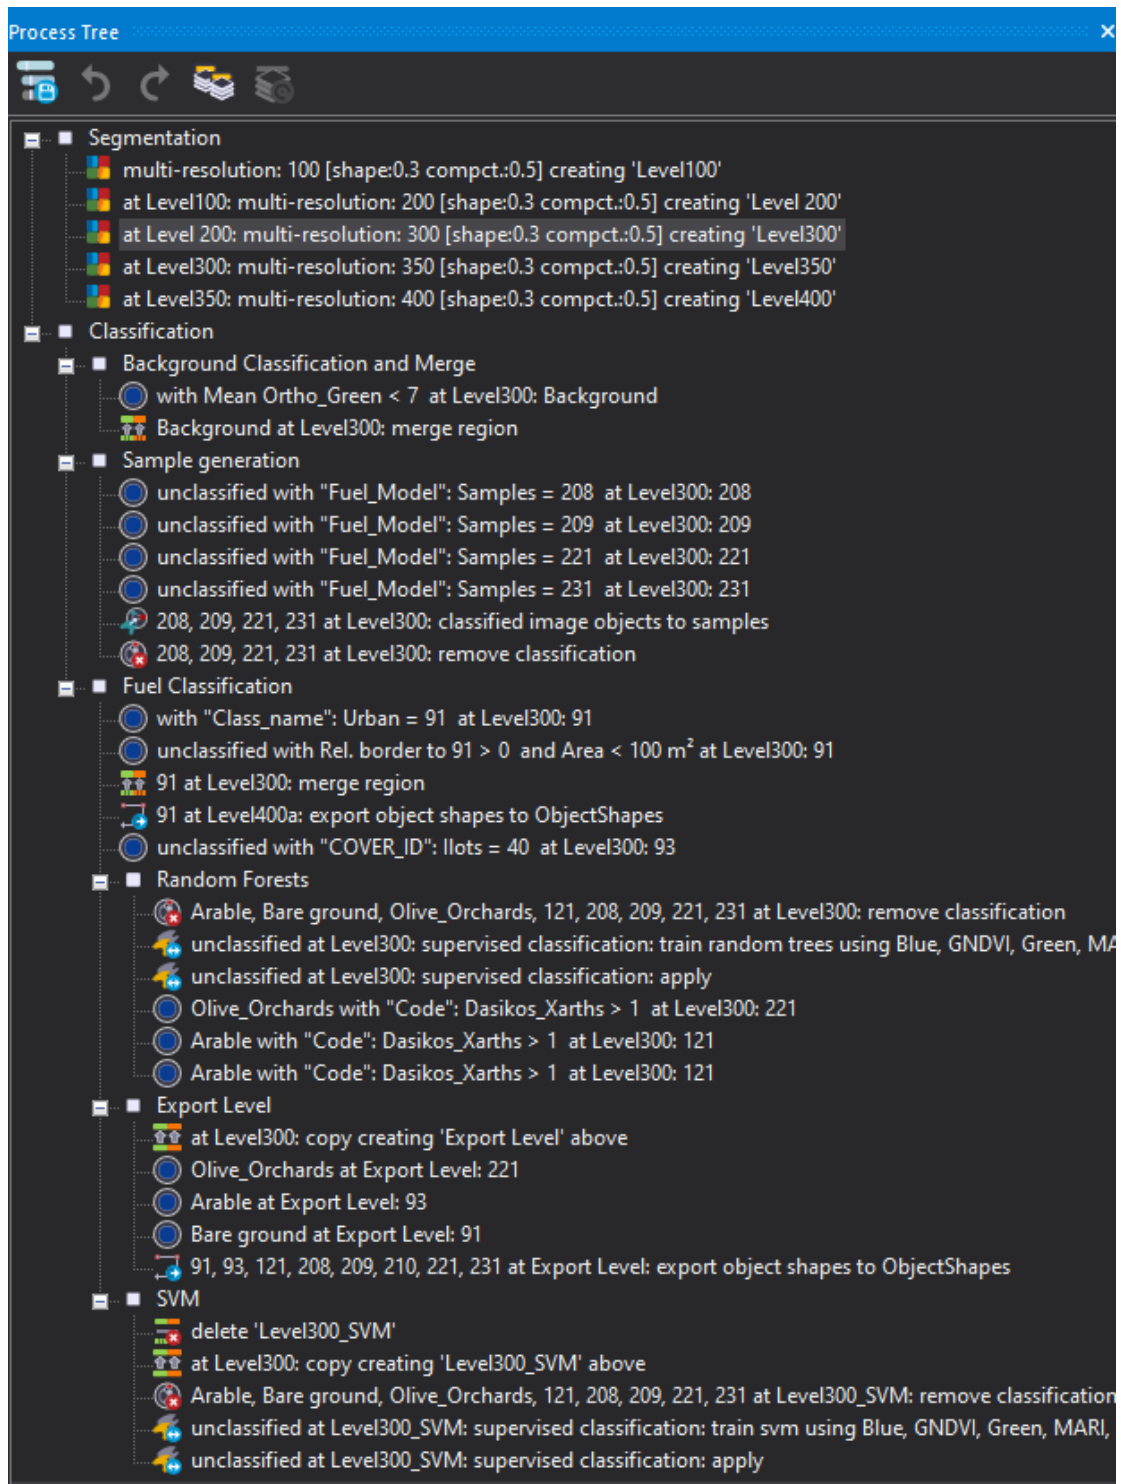 Process Tree
Segmentation
multi-resolution: 100 [shape:0.3 compct.:0.5] creating 'Level100'
at Level100: multi-resolution: 200 [shape:0.3 compct.:0.5] creating 'Level 200'
at Level 200: multi-resolution: 300 [shape:0.3 compct.:0.5] creating 'Level300'
at Level300: multi-resolution: 350 [shape:0.3 compct.:0.5] creating 'Level350'
at Level350: multi-resolution: 400 [shape:0.3 compct.:0.5] creating 'Level400'
Classification
Background Classification and Merge
with Mean Ortho_Green < 7 at Level300: Background
Background at Level300: merge region
Sample generation
unclassified with "Fuel_Model": Samples = 208 at Level300: 208
unclassified with "Fuel_Model": Samples = 209 at Level300: 209
unclassified with "Fuel_Model": Samples = 221 at Level300: 221
unclassified with "Fuel_Model": Samples = 231 at Level300: 231
208, 209, 221, 231 at Level300: classified image objects to samples
208, 209, 221, 231 at Level300: remove classification
Fuel Classification
with "Class_name": Urban = 91 at Level300: 91
unclassified with Rel. border to 91 > 0 and Area < 100 m² at Level300: 91
91 at Level300: merge region
91 at Level400a: export object shapes to ObjectShapes
unclassified with "COVER_ID": Ilots = 40 at Level300: 93
Random Forests
Arable, Bare ground, Olive_Orchards, 121, 208, 209, 221, 231 at Level300: remove classification
unclassified at Level300: supervised classification: train random trees using Blue, GNDVI, Green, MA
unclassified at Level300: supervised classification: apply
Olive_Orchards with "Code": Dasikos_Xarths > 1 at Level300: 221
Arable with "Code": Dasikos_Xarths > 1 at Level300: 121
Arable with "Code": Dasikos_Xarths > 1 at Level300: 121
Export Level
at Level300: copy creating 'Export Level' above
Olive_Orchards at Export Level: 221
Arable at Export Level: 93
Bare ground at Export Level: 91
91, 93, 121, 208, 209, 210, 221, 231 at Export Level: export object shapes to ObjectShapes
SVM
delete 'Level300_SVM'
at Level300: copy creating 'Level300_SVM' above
Arable, Bare ground, Olive_Orchards, 121, 208, 209, 221, 231 at Level300_SVM: remove classification
unclassified at Level300_SVM: supervised classification: train svm using Blue, GNDVI, Green, MARI,
unclassified at Level300_SVM: supervised classification: apply